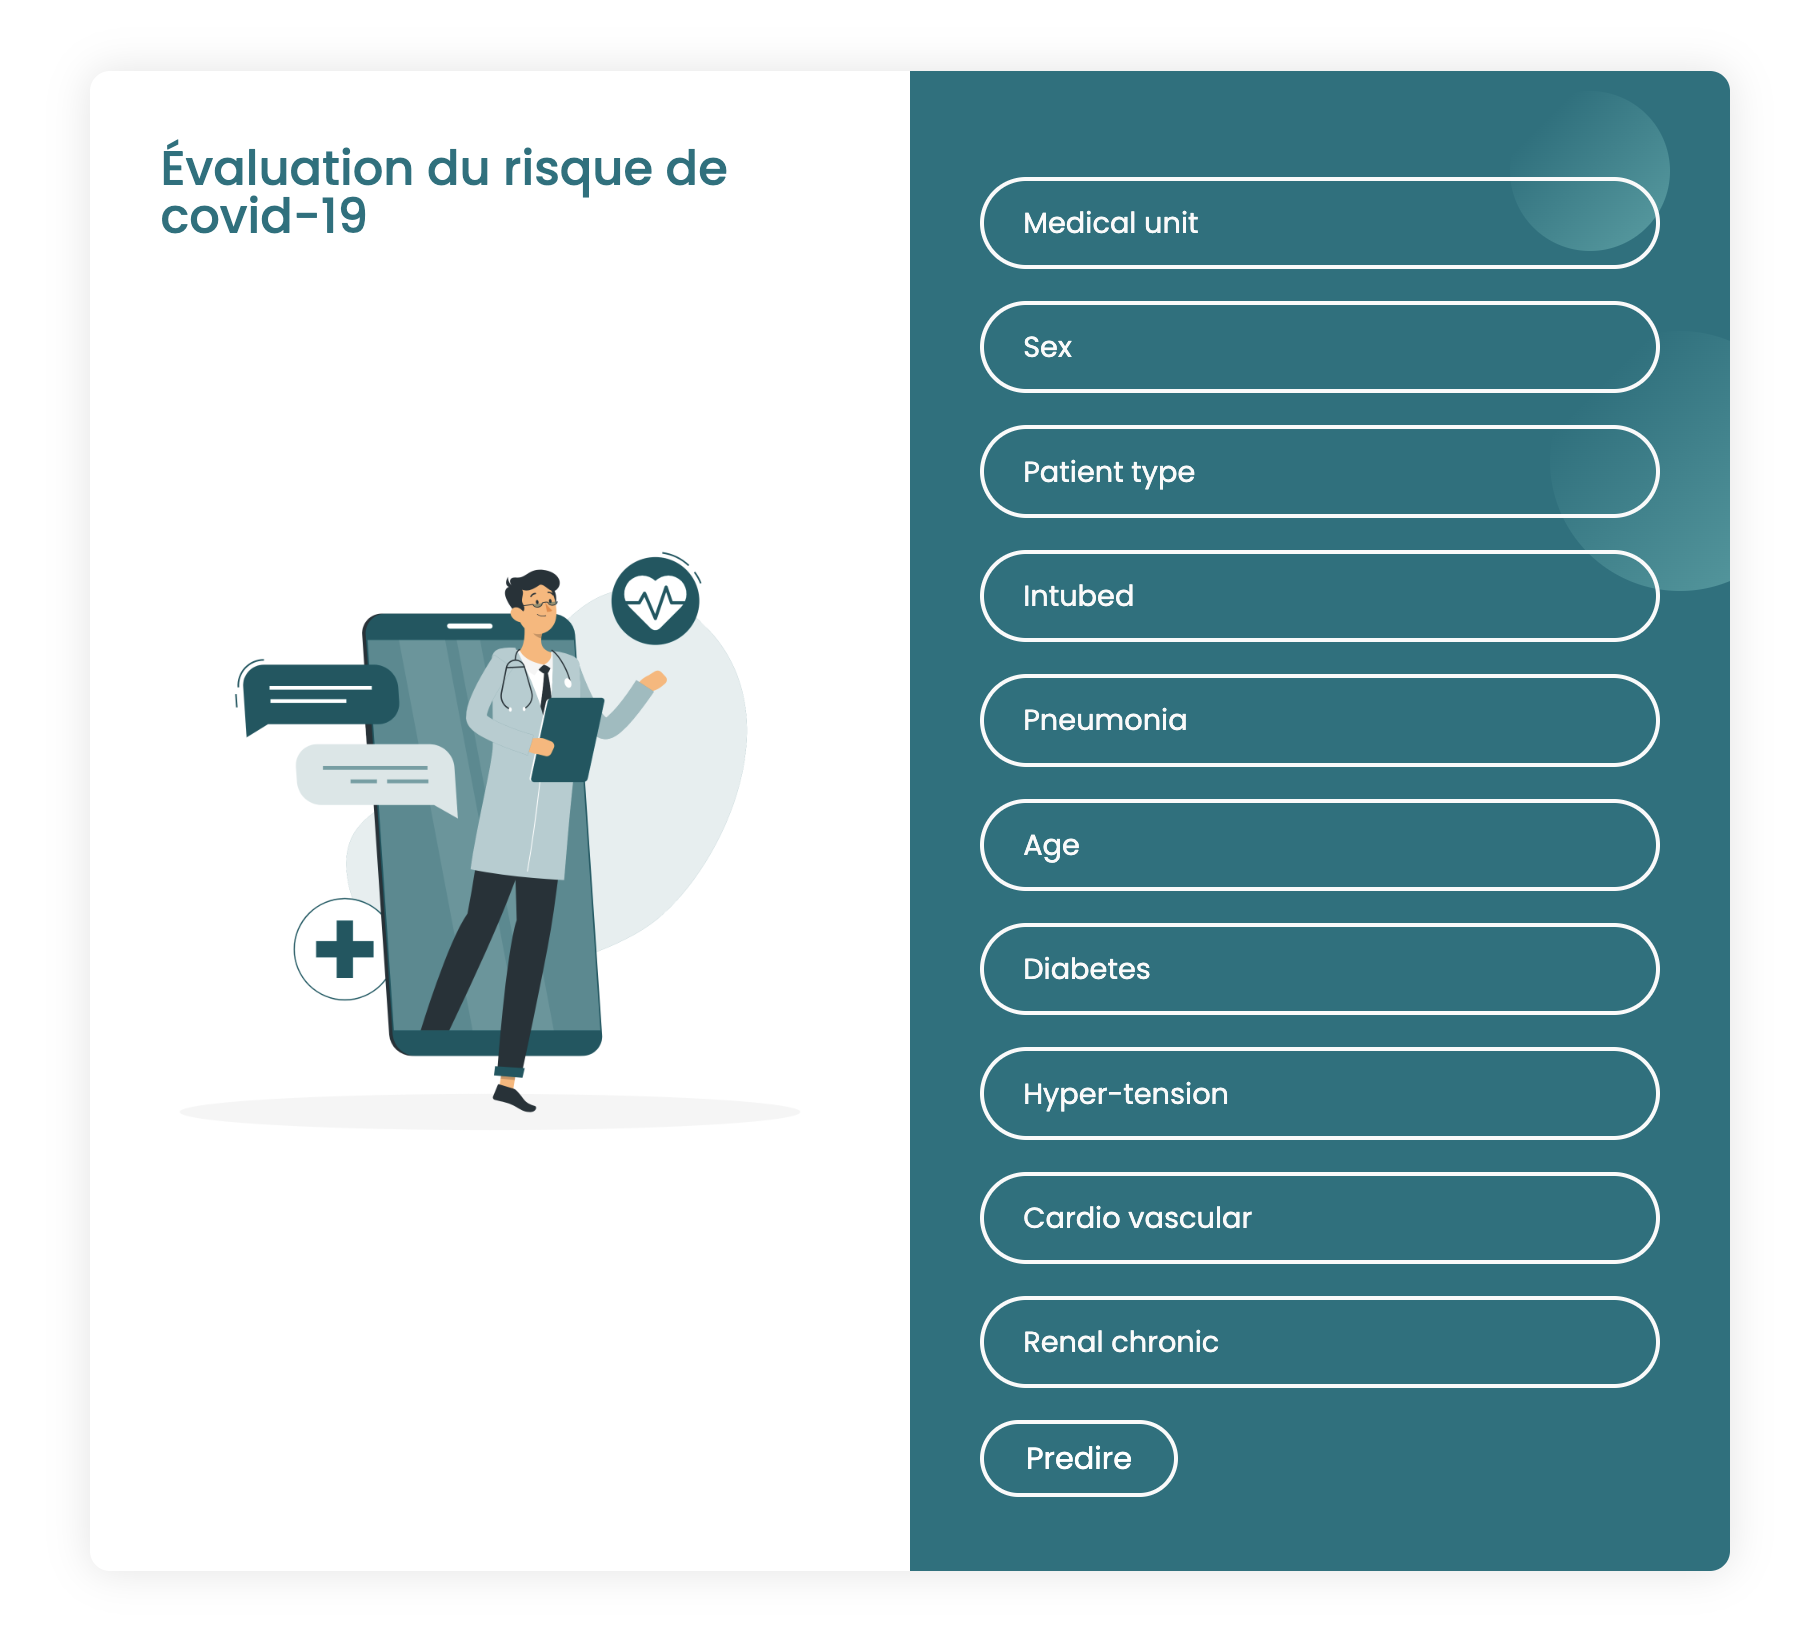 Évaluation du risque de
covid-19
Medical unit
Sex
Patient type
Intubed
Pneumonia
Age
Diabetes
Hyper-tension
Cardio vascular
Renal chronic
Predire